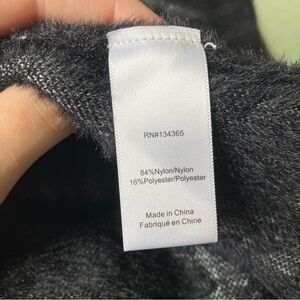 RN#134365
84%Nylon/Nylon
16%Polyester/Polyester
Made in China
Fabriqué en Chine